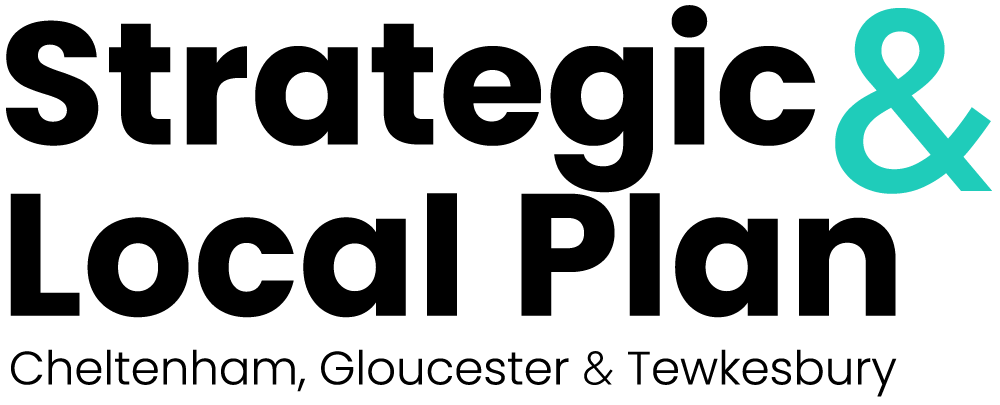 Strategic &
Local Plan
Cheltenham, Gloucester & Tewkesbury